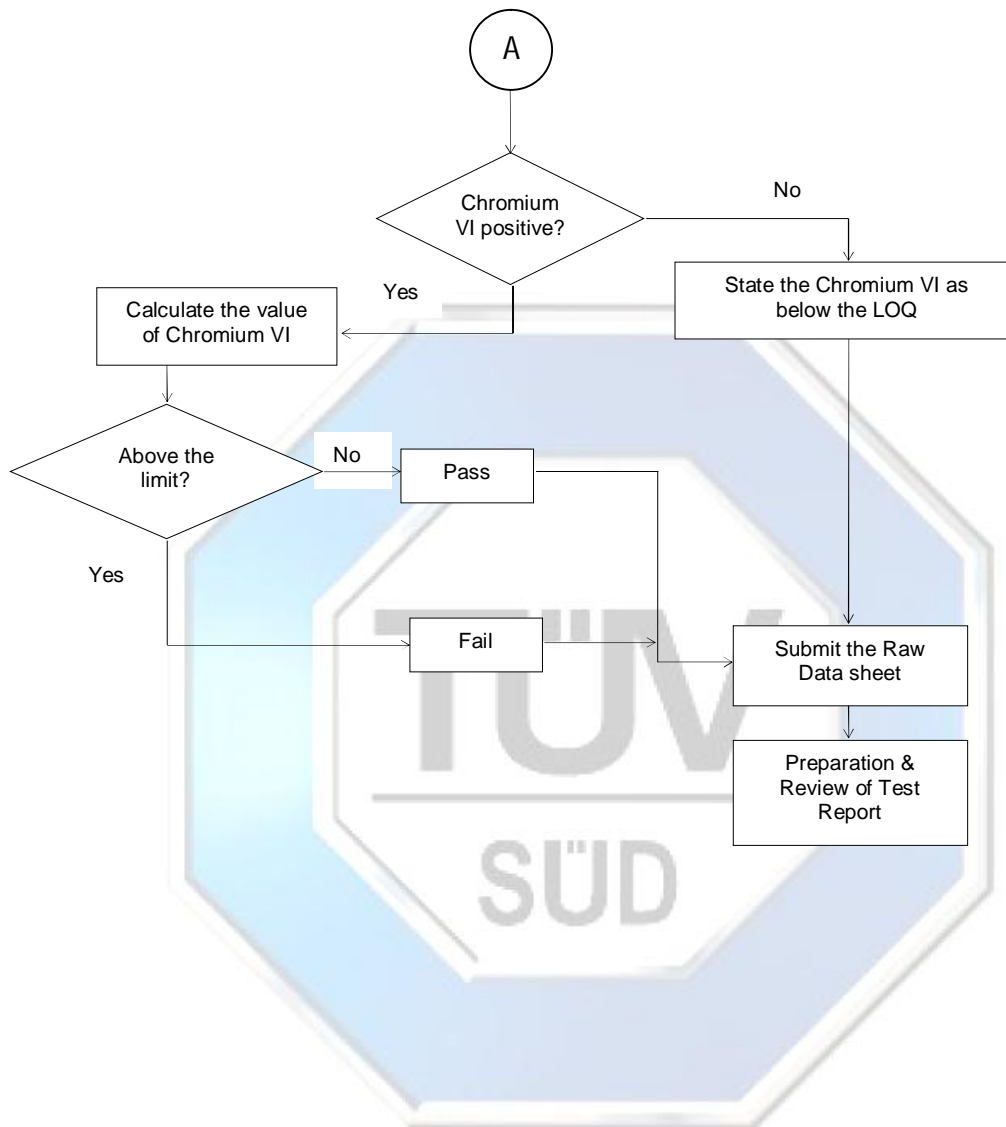 A
Chromium
VI positive?
No
Yes
State the Chromium VI as
below the LOQ
Calculate the value
of Chromium VI
Above the
limit?
No
Pass
Yes
Fail
Submit the Raw
Data sheet
Preparation &
Review of Test
Report
TÜV
SÜD